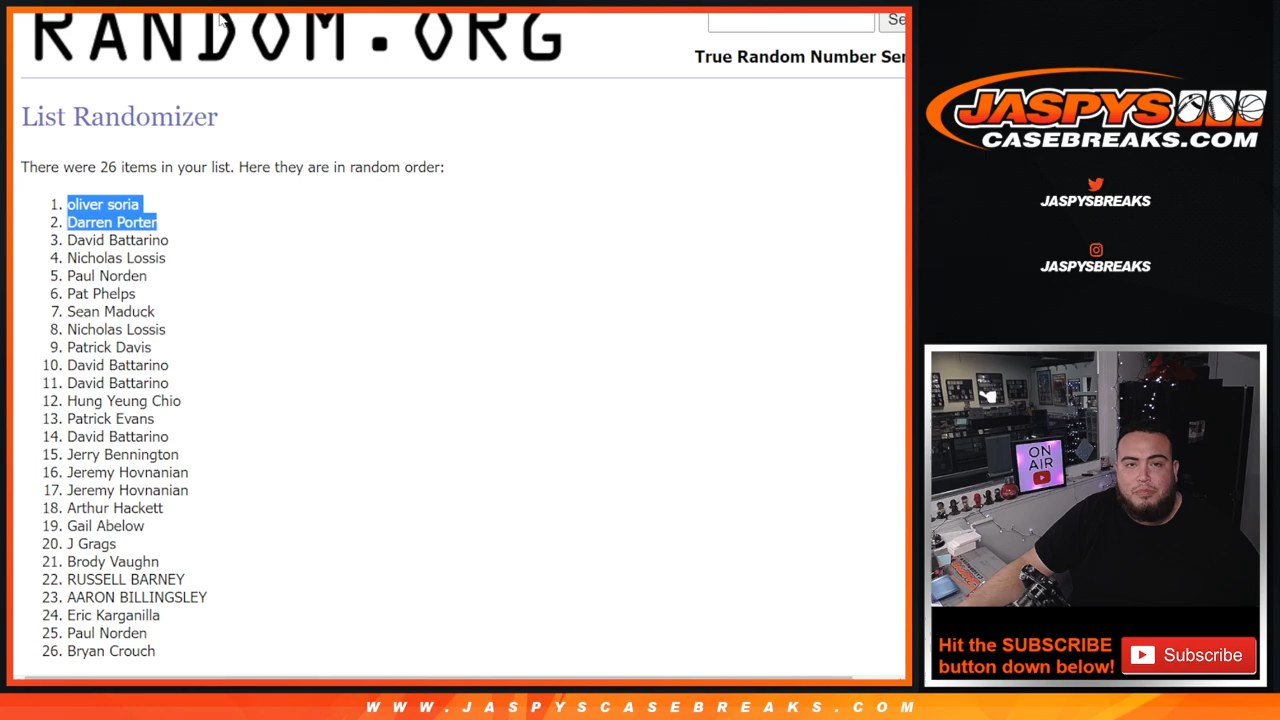 RANDOM.ORG
Se
True Random Number Ser
List Randomizer
There were 26 items in your list. Here they are in random order:
1. oliver soria
2. Darren Porter
3. David Battarino
4. Nicholas Lossis
5. Paul Norden
6. Pat Phelps
7. Sean Maduck
8. Nicholas Lossis
9. Patrick Davis
10. David Battarino
11. David Battarino
12. Hung Yeung Chio
13. Patrick Evans
14. David Battarino
15. Jerry Bennington
16. Jeremy Hovnanian
17. Jeremy Hovnanian
18. Arthur Hackett
19. Gail Abelow
20. J Grags
21. Brody Vaughn
22. RUSSELL BARNEY
23. AARON BILLINGSLEY
24. Eric Karganilla
25. Paul Norden
26. Bryan Crouch
JASPYS
CASEBREAKS.COM
JASPYSBREAKS
JASPYSBREAKS
ON
AIR
Hit the SUBSCRIBE
button down below!
Subscribe
WWW.JASPYSCASEBREAKS.COM